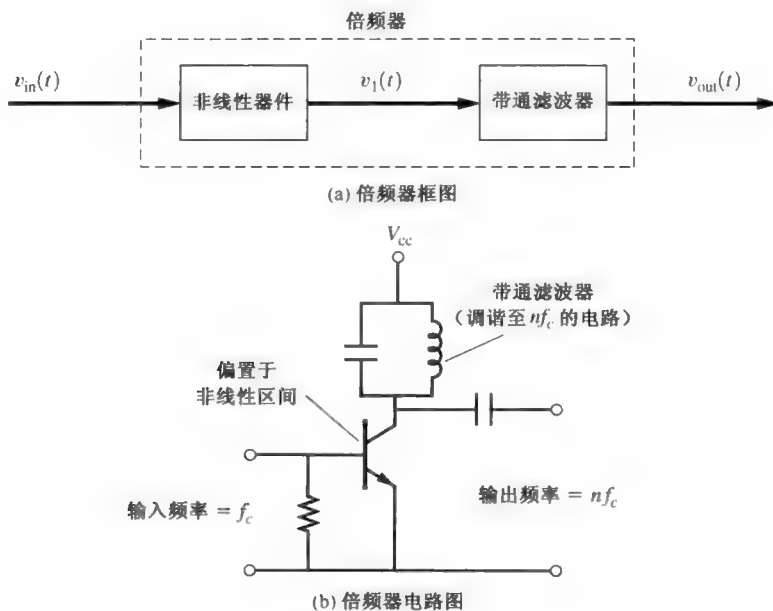 倍频器
v_in(t)
非线性器件
v_1(t)
带通滤波器
v_out(t)
(a) 倍频器框图
V_cc
带通滤波器
（调谐至 nf_c 的电路）
偏置于
非线性区间
输入频率 = f_c
输出频率 = nf_c
(b) 倍频器电路图